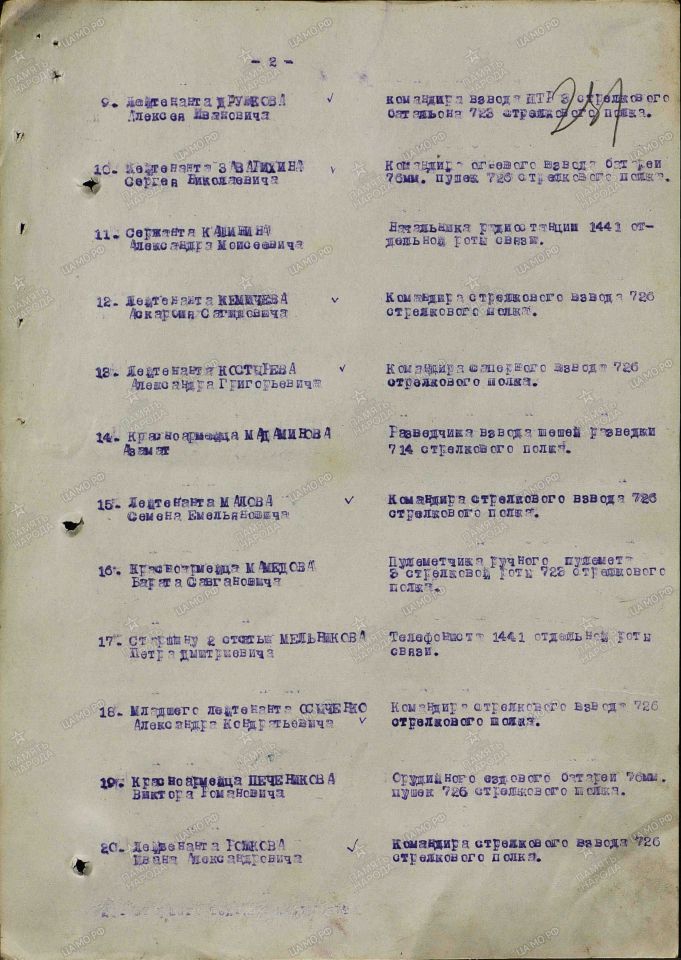 - 2 -
9. Лейтенанта ДРУЖКОВА
Алексея Ивановича
командира взвода ПТР 3 стрелкового
батальона 723 стрелкового полка.
10. Лейтенанта ЗАВАЛИХИНА
Сергея Николаевича
Командира огневого взвода батареи
76мм. пушек 726 стрелкового полка.
11. Сержанта КАЛИНИНА
Александра Моисеевича
Начальника радиостанции 1441 от-
дельной роты связи.
12. Лейтенанта КЕМИЧЕВА
Командира стрелкового взвода 726
стрелкового полка.
13. Лейтенанта КОСТЫРЕВА
Александра Григорьевича
Командира саперного взвода 726
стрелкового полка.
14. Красноармейца МАДАМИНОВА
Азамат
Разведчика взвода пешей разведки
714 стрелкового полка.
15. Лейтенанта МАЛОВА
Семена Емельяновича
Командира стрелкового взвода 726
стрелкового полка.
16. Красноармейца МАМЕДОВА
Барата
Пулеметчика ручного пулемета
3 стрелковой роты 723 стрелкового
полка.
17. Старшину 2 статьи МЕЛЬНИКОВА
Петра Дмитриевича
Телефониста 1441 отдельной роты
связи.
18. Младшего лейтенанта ОСИЧЕНКО
Александра Кондратьевича
Командира стрелкового взвода 726
стрелкового полка.
19. Красноармейца ПЕЧЕНИКОВА
Виктора Романовича
Орудийного ездового батареи 76мм.
пушек 726 стрелкового полка.
20. Лейтенанта РОЖКОВА
Ивана Александровича
Командира стрелкового взвода 726
стрелкового полка.